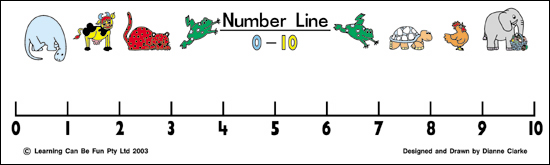 Number Line
0 – 10
0 1 2 3 4 5 6 7 8 9 10
© Learning Can Be Fun Pty Ltd 2003
Designed and Drawn by Dianne Clarke